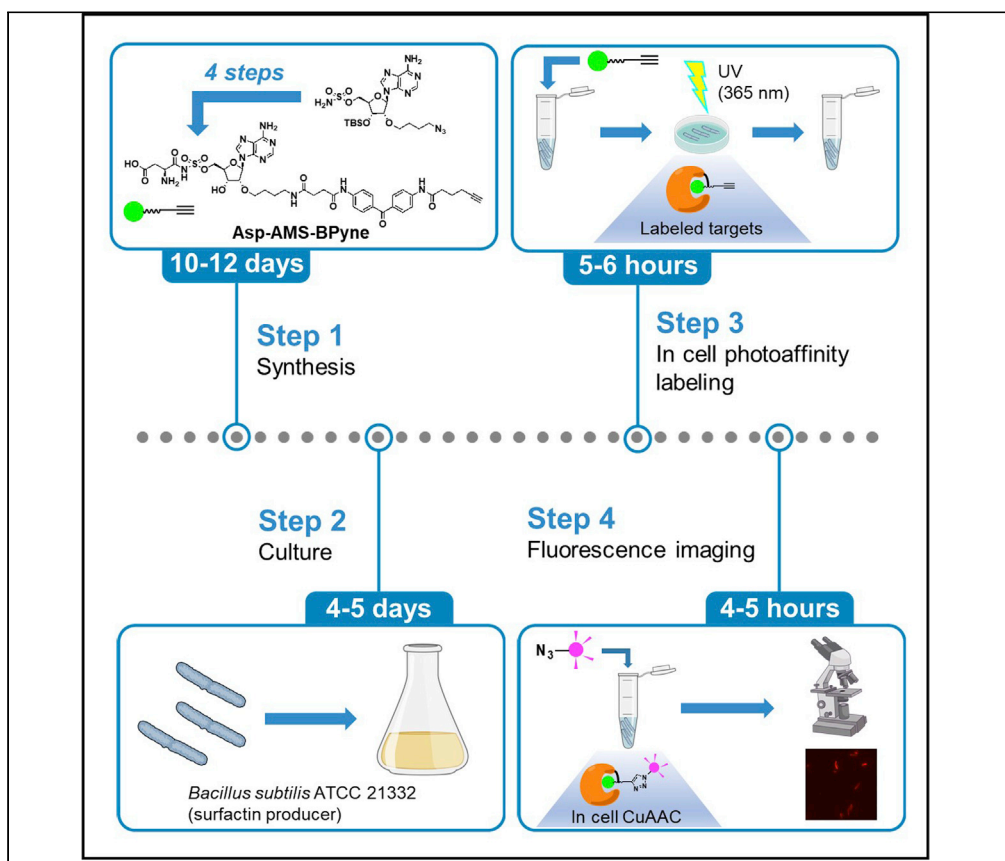 4 steps
NH₂
N
N
N
N
O
O
H₂N
S
O
O
TBSO
O
N₃
NH₂
N
N
N
N
O
O
O
HO
S
O
O
N
H
O
NH₂
HO
O
H
N
O
O
H
N
O
H
N
O
Asp-AMS-BPyne
10-12 days
Step 1
Synthesis
UV
(365 nm)
Labeled targets
5-6 hours
Step 3
In cell photoaffinity
labeling
Step 2
Culture
4-5 days
Bacillus subtilis ATCC 21332
(surfactin producer)
Step 4
Fluorescence imaging
4-5 hours
N₃
N
N
N
In cell CuAAC